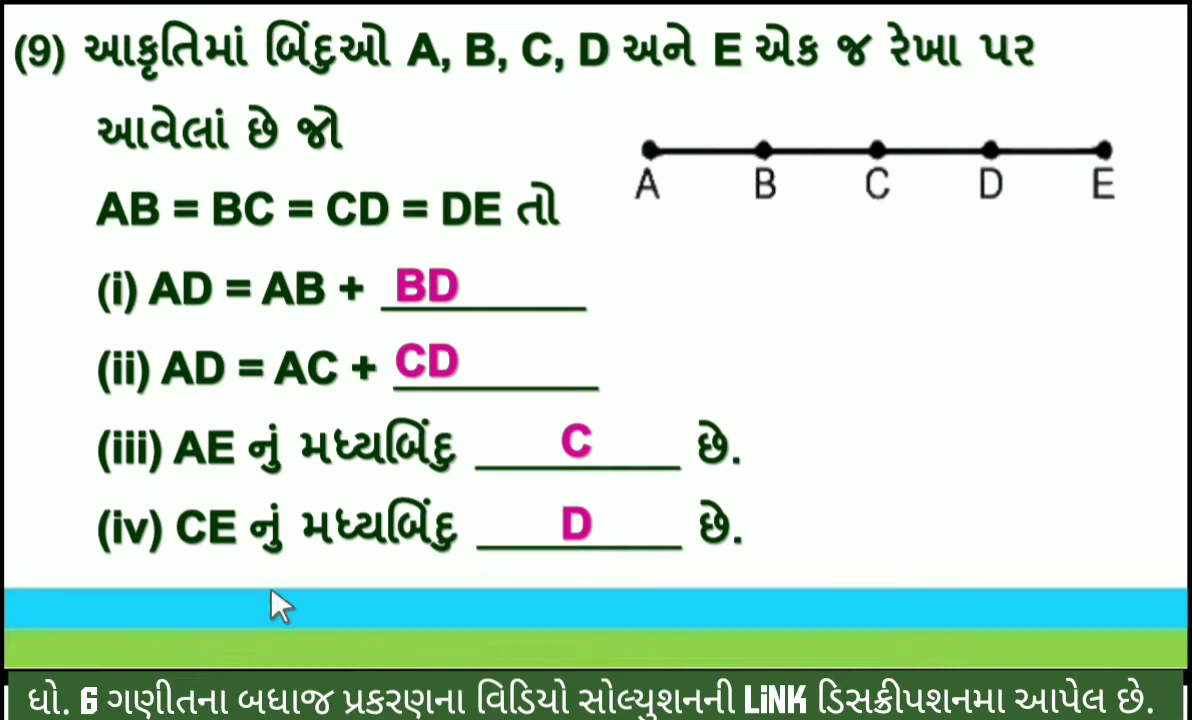 (9) આકૃતિમાં બિંદુઓ A, B, C, D અને E એક જ રેખા પર
આવેલાં છે જો
A B C D E
AB = BC = CD = DE તો
(i) AD = AB + BD
(ii) AD = AC + CD
(iii) AE નું મધ્યબિંદુ C છે.
(iv) CE નું મધ્યબિંદુ D છે.
ધો. 6 ગણીતના બધાજ પ્રકરણના વિડિયો સોલ્યુશનની LiNK ડિસક્રીપશનમા આપેલ છે.